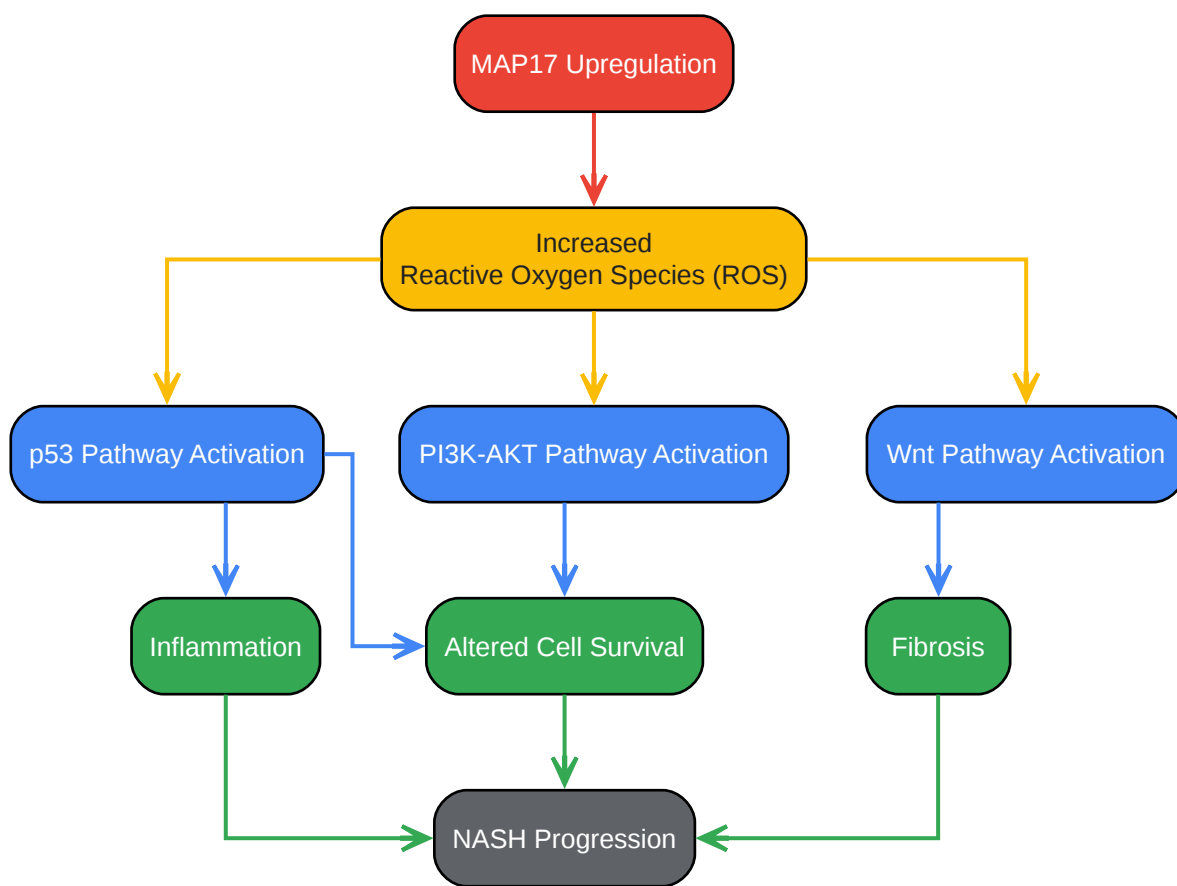 MAP17 Upregulation
Increased
Reactive Oxygen Species (ROS)
p53 Pathway Activation
PI3K-AKT Pathway Activation
Wnt Pathway Activation
Inflammation
Altered Cell Survival
Fibrosis
NASH Progression